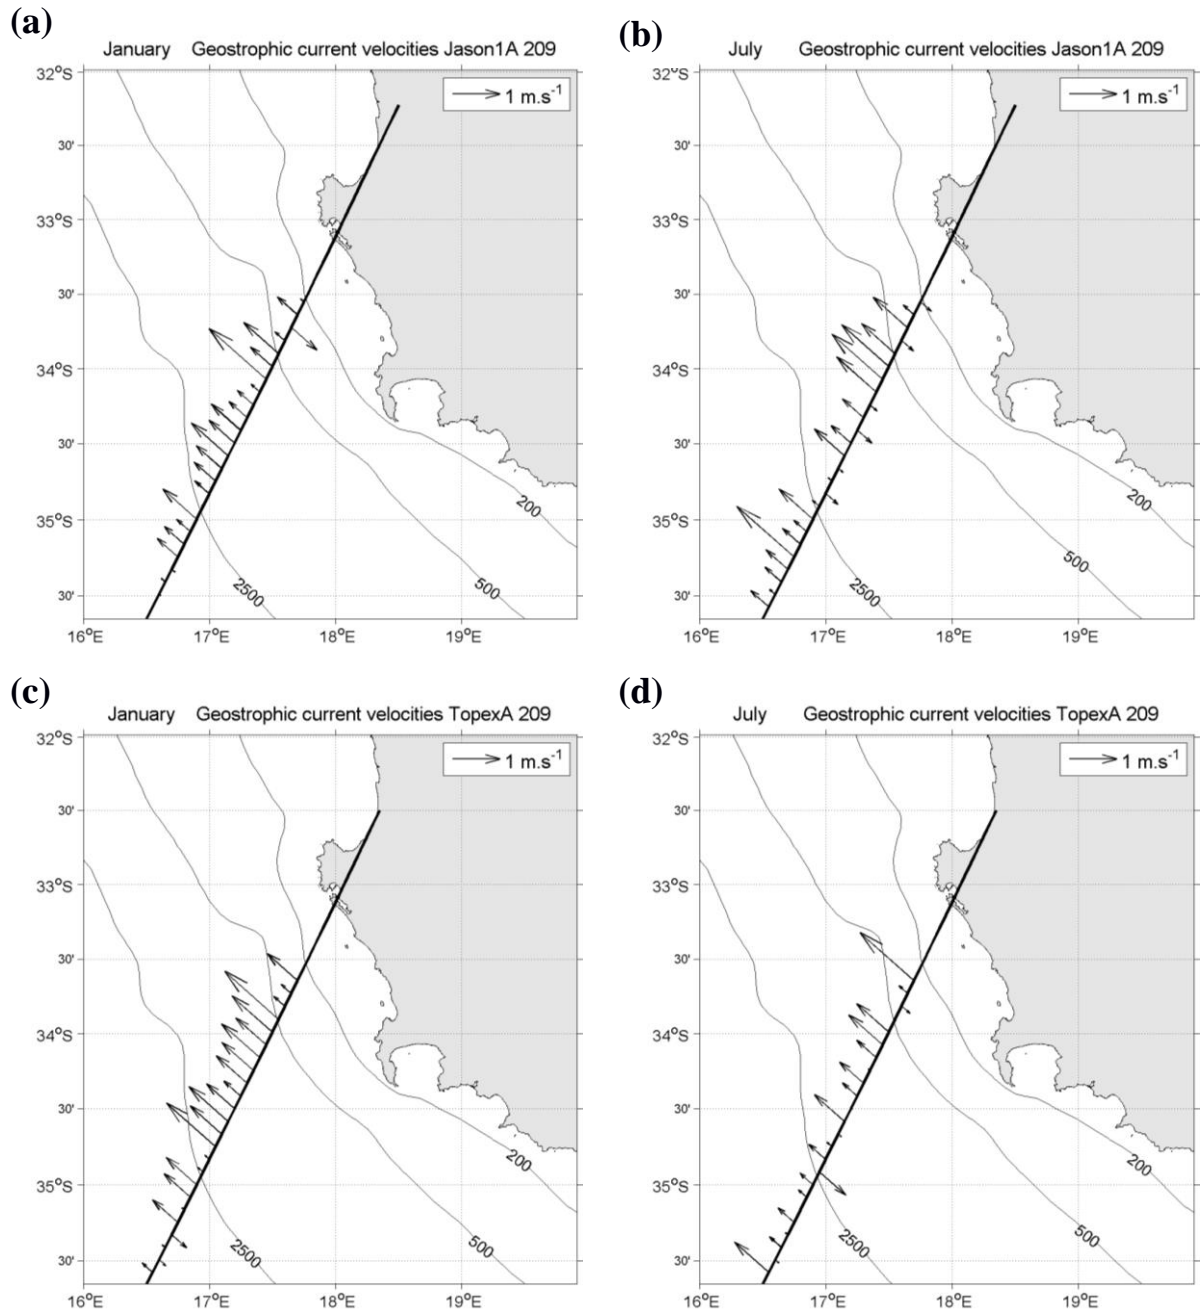 (a)
January Geostrophic current velocities Jason1A 209
1 m.s-1
32°S
30'
33°S
30'
34°S
30'
35°S
30'
16°E 17°E 18°E 19°E
200
500
2500
(b)
July Geostrophic current velocities Jason1A 209
1 m.s-1
32°S
30'
33°S
30'
34°S
30'
35°S
30'
16°E 17°E 18°E 19°E
200
500
2500
(c)
January Geostrophic current velocities TopexA 209
1 m.s-1
32°S
30'
33°S
30'
34°S
30'
35°S
30'
16°E 17°E 18°E 19°E
200
500
2500
(d)
July Geostrophic current velocities TopexA 209
1 m.s-1
32°S
30'
33°S
30'
34°S
30'
35°S
30'
16°E 17°E 18°E 19°E
200
500
2500